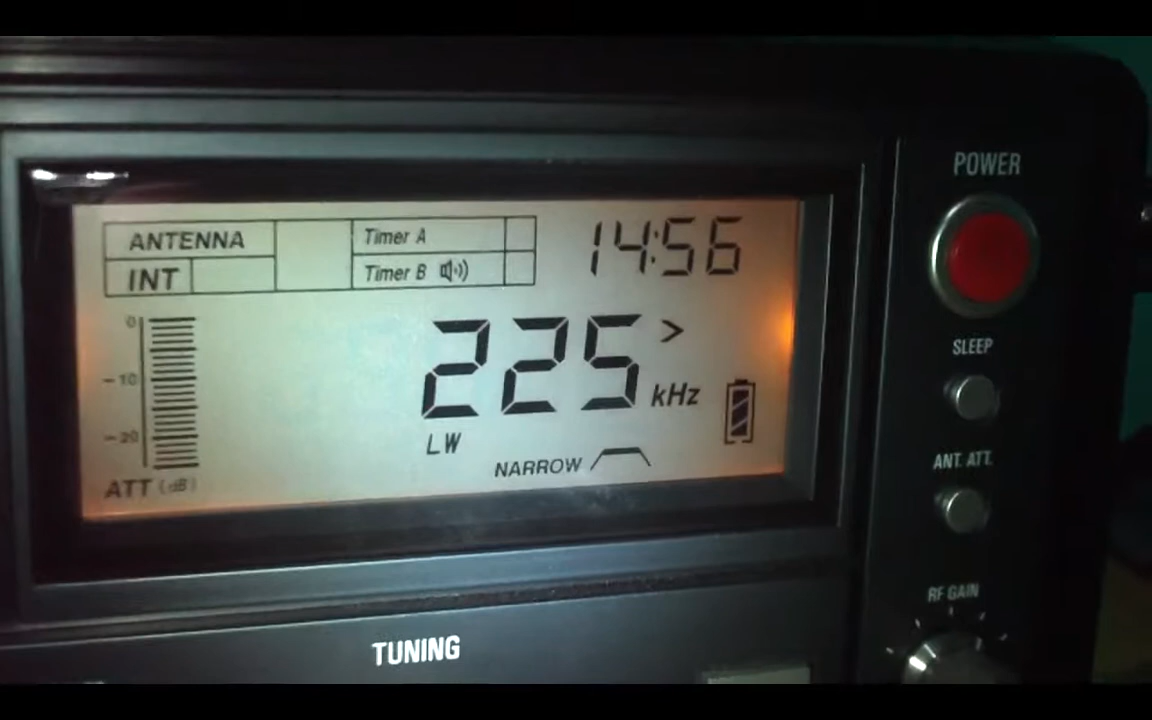 POWER
ANTENNA
Timer A
14:56
INT
Timer B
SLEEP
0
225 >
kHz
-10
ANT. ATT.
-20
LW
NARROW
ATT (dB)
RF GAIN
TUNING